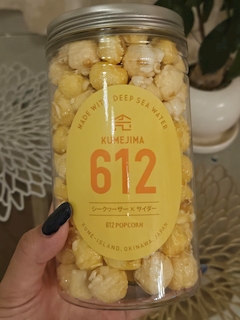 MADE WITH DEEP SEA WATER
KUMEJIMA
612
シークヮーサー×サイダー
612 POPCORN
KUME-ISLAND, OKINAWA, JAPAN